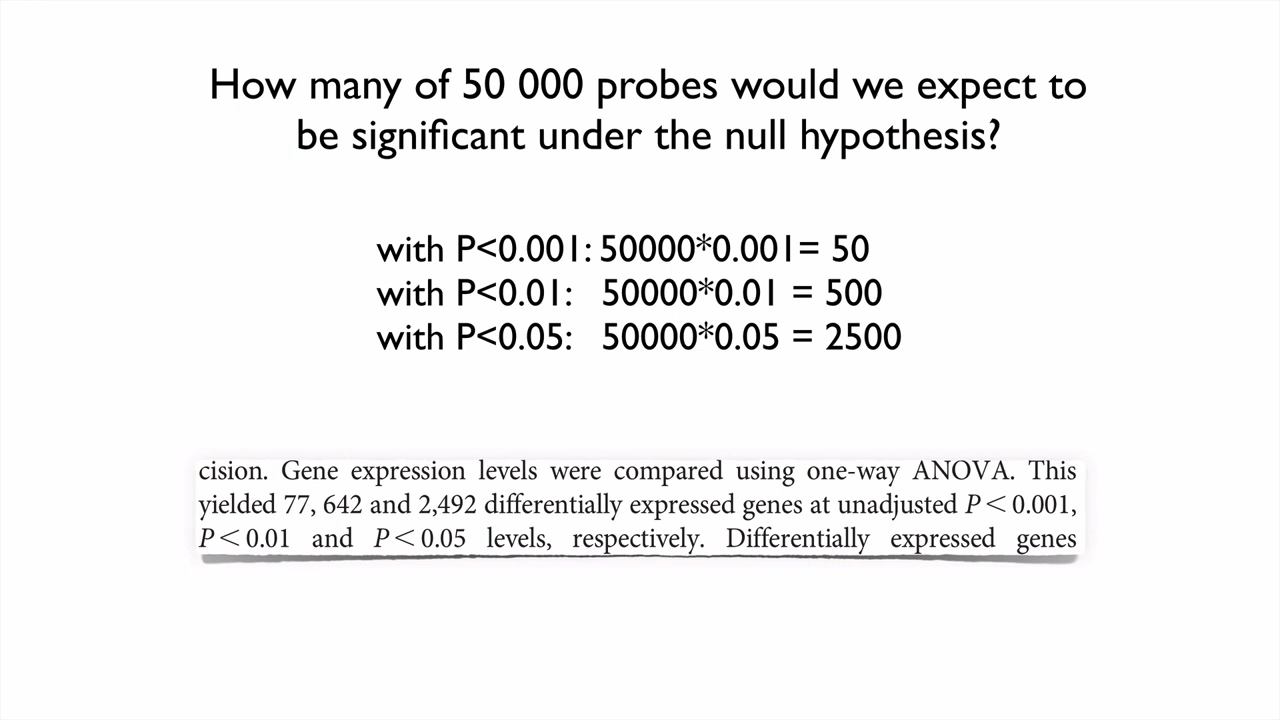 How many of 50 000 probes would we expect to
be significant under the null hypothesis?
with P<0.001: 50000*0.001= 50
with P<0.01: 50000*0.01 = 500
with P<0.05: 50000*0.05 = 2500
cision. Gene expression levels were compared using one-way ANOVA. This
yielded 77, 642 and 2,492 differentially expressed genes at unadjusted P < 0.001,
P < 0.01 and P < 0.05 levels, respectively. Differentially expressed genes